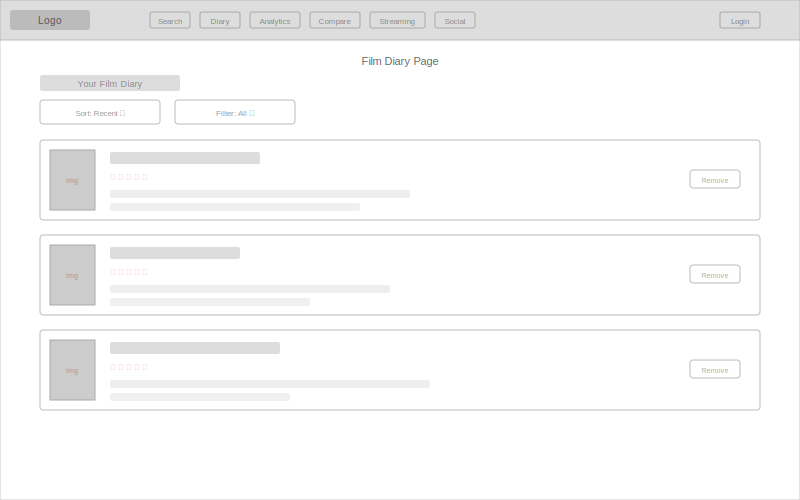 Logo
Search
Diary
Analytics
Compare
Streaming
Social
Login
Film Diary Page
Your Film Diary
Sort: Recent
Filter: All
img
Remove
img
Remove
img
Remove